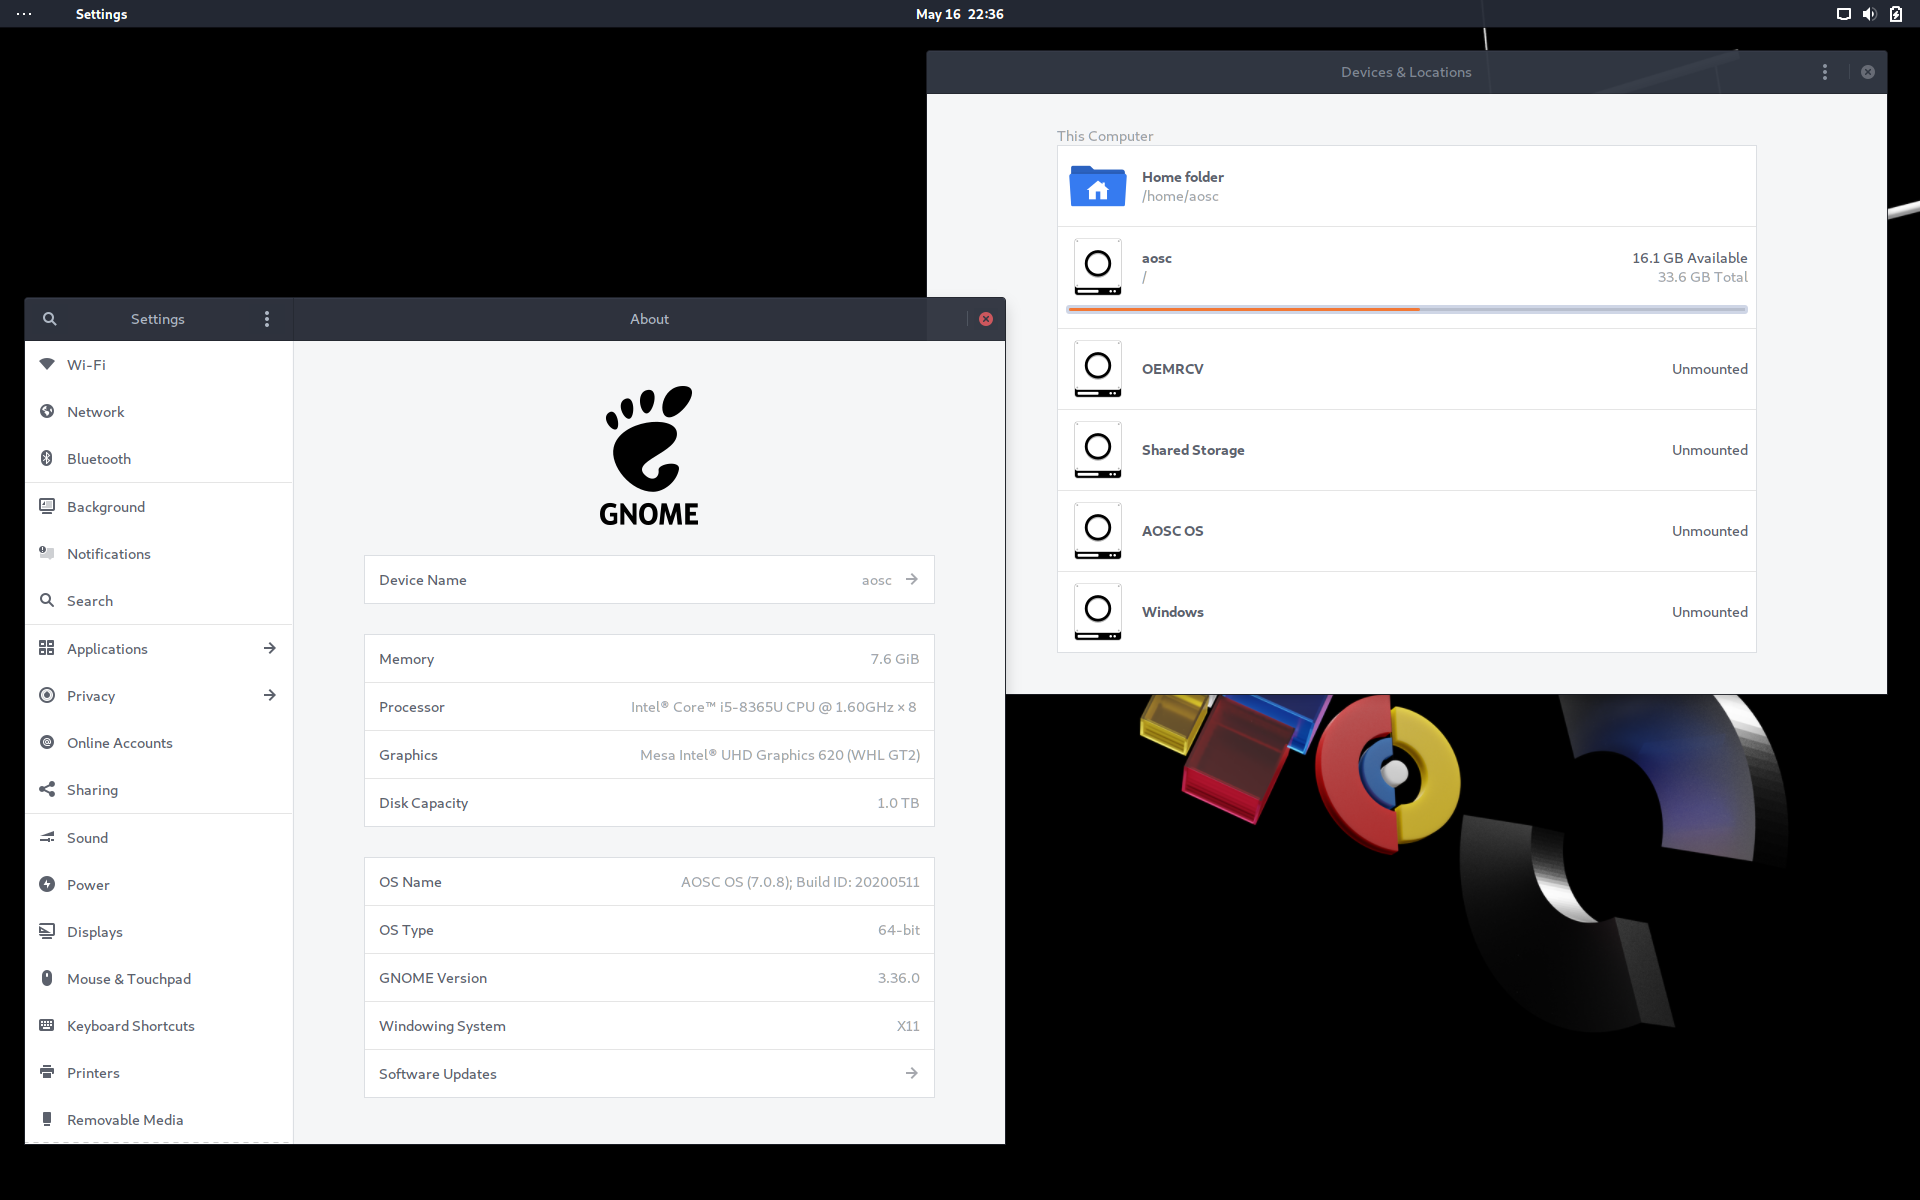 Settings
May 16  22:36
Devices & Locations
This Computer
Home folder
/home/aosc
aosc
/
16.1 GB Available
33.6 GB Total
OEMRCV
Unmounted
Shared Storage
Unmounted
AOSC OS
Unmounted
Windows
Unmounted
Settings
About
Wi-Fi
Network
Bluetooth
Background
Notifications
Search
Applications
Privacy
Online Accounts
Sharing
Sound
Power
Displays
Mouse & Touchpad
Keyboard Shortcuts
Printers
Removable Media
GNOME
Device Name
aosc
Memory
7.6 GiB
Processor
Intel® Core™ i5-8365U CPU @ 1.60GHz × 8
Graphics
Mesa Intel® UHD Graphics 620 (WHL GT2)
Disk Capacity
1.0 TB
OS Name
AOSC OS (7.0.8); Build ID: 20200511
OS Type
64-bit
GNOME Version
3.36.0
Windowing System
X11
Software Updates